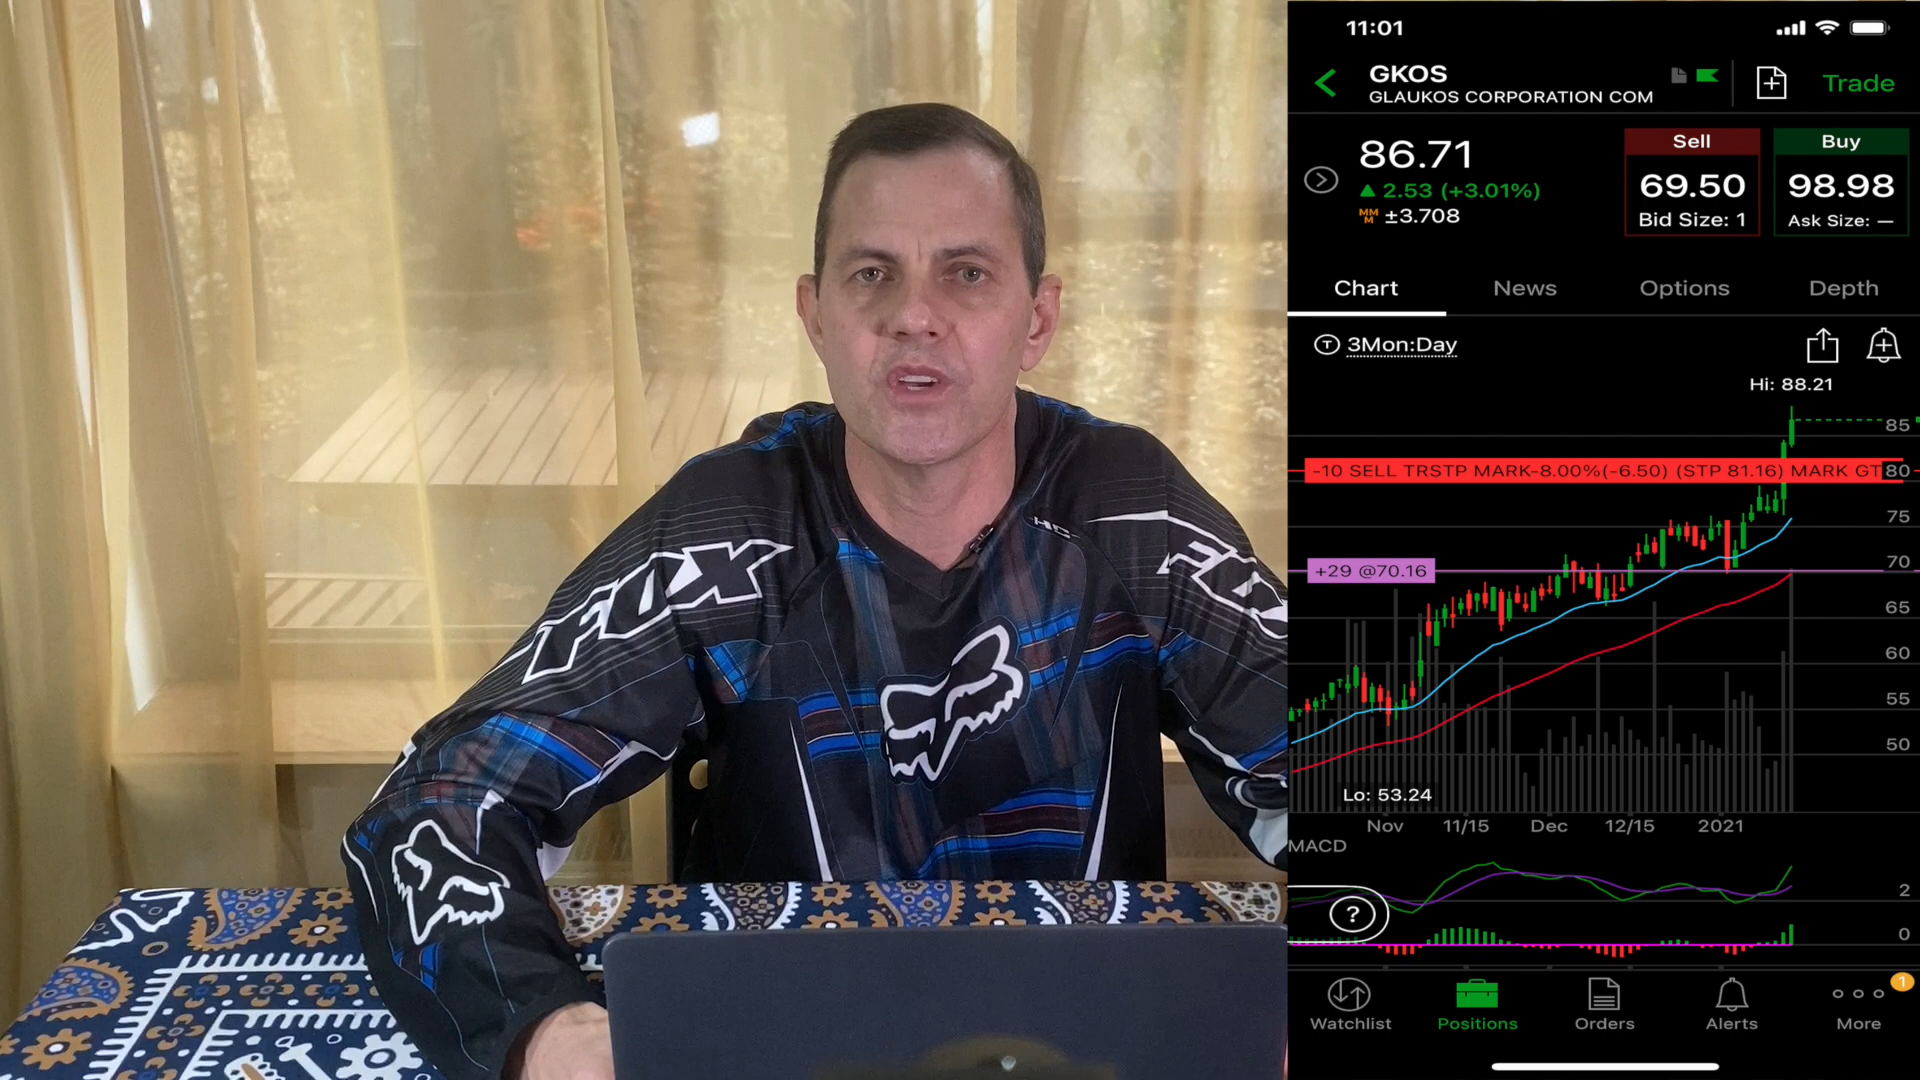 FOX
FOX
HC
11:01
GKOS
GLAUKOS CORPORATION COM
Trade
86.71
2.53 (+3.01%)
MM
M
±3.708
Sell
69.50
Bid Size: 1
Buy
98.98
Ask Size: —
Chart
News
Options
Depth
T
3Mon:Day
Hi: 88.21
85
-10 SELL TRSTP MARK-8.00%(-6.50) (STP 81.16) MARK GT
80
75
+29 @70.16
70
65
60
55
50
Lo: 53.24
Nov
11/15
Dec
12/15
2021
MACD
2
?
0
1
Watchlist
Positions
Orders
Alerts
More